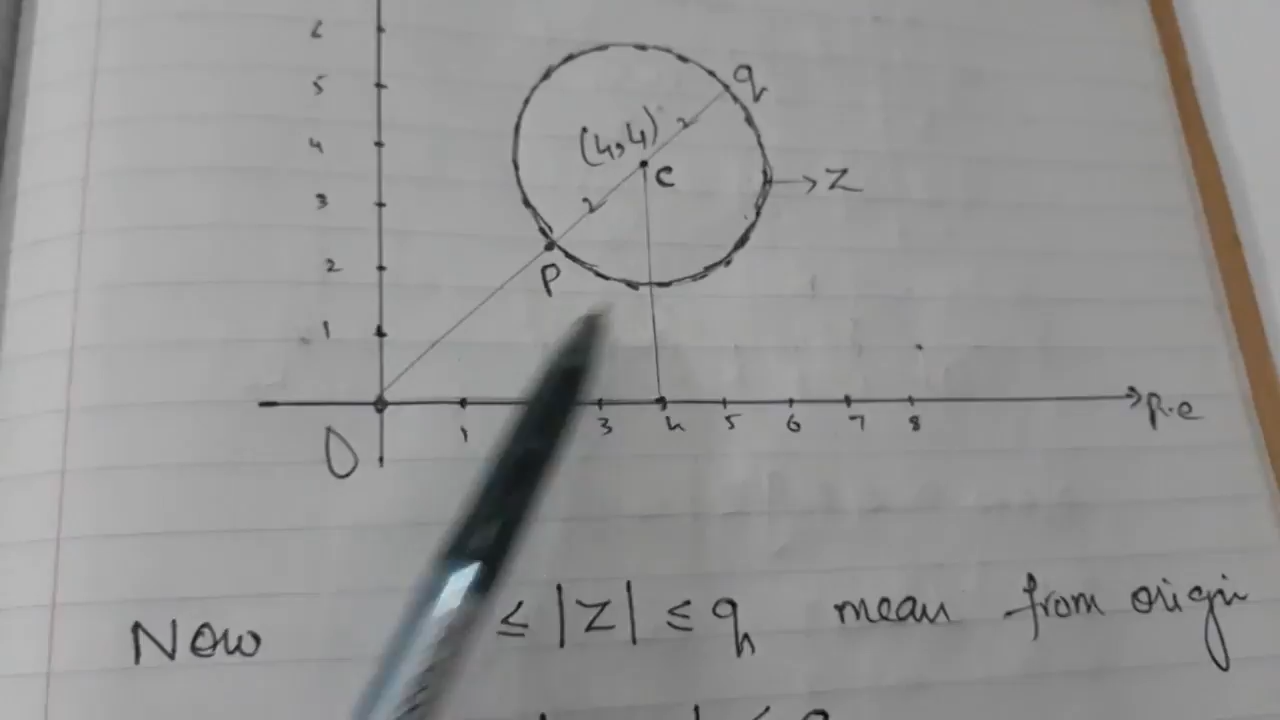 6
5 q
4 (4,4) 2
C
Z
3 2
2 P
1
1 3 4 5 6 7 8 Re
O
Now ≤ |Z| ≤ q mean from origin